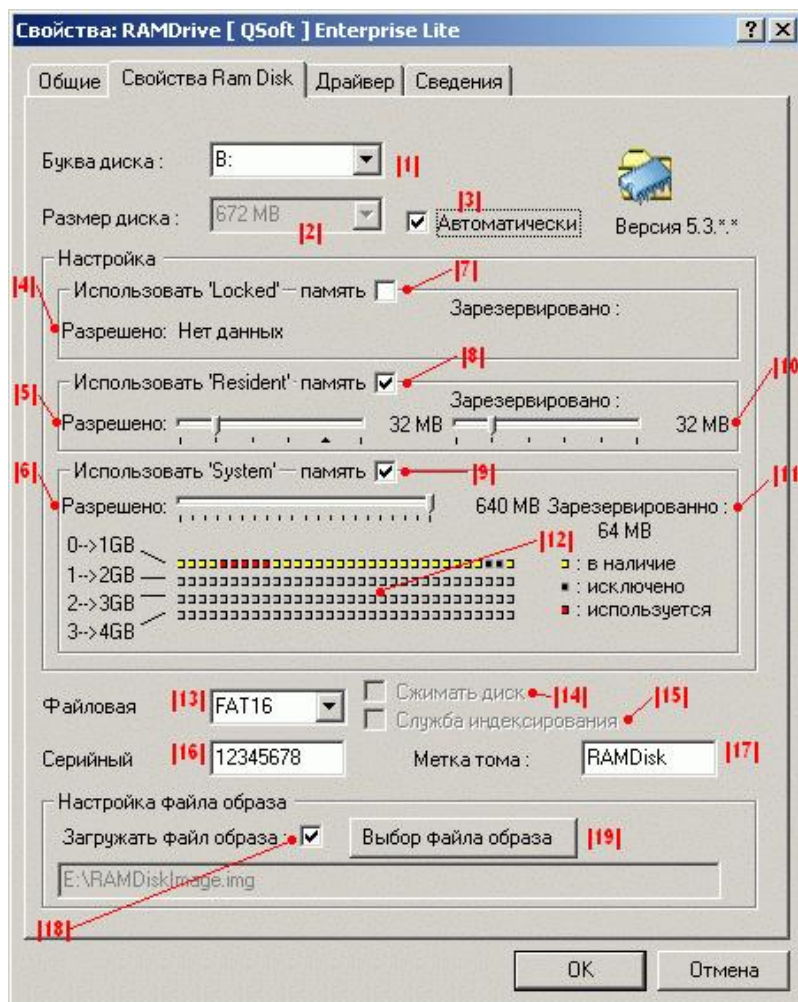 Свойства: RAMDrive [ QSoft ] Enterprise Lite
Общие Свойства Ram Disk Драйвер Сведения
Буква диска : B: |1|
Размер диска : 672 MB |2| Автоматически |3| Версия 5.3.*.*
Настройка
|4| Использовать 'Locked' память |7|
Зарезервировано :
Разрешено: Нет данных
|5| Использовать 'Resident' память |8| |10|
Зарезервировано :
Разрешено: 32 MB 32 MB
|6| Использовать 'System' память |9| |11|
Разрешено: 640 MB Зарезервированно :
64 MB
0-->1GB |12| : в наличие
1-->2GB : исключено
2-->3GB : используется
3-->4GB
Файловая |13| FAT16 Сжимать диск |14| |15|
Служба индексирования
Серийный |16| 12345678 Метка тома : RAMDisk |17|
Настройка файла образа
Загружать файл образа : Выбор файла образа |19|
E:\RAMDiskImage.img
|18|
OK Отмена